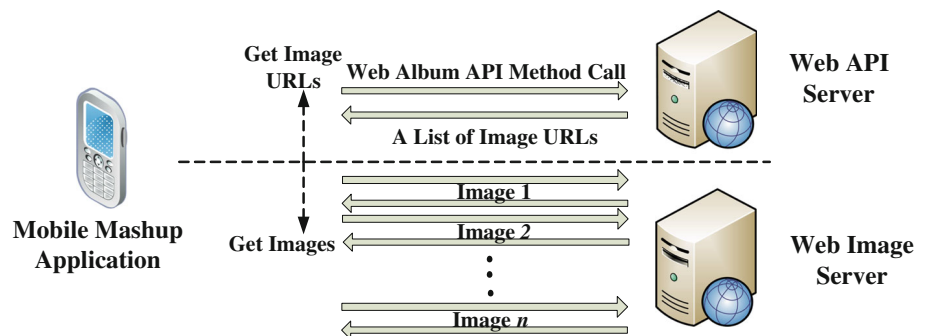 Get Image
URLs
Web Album API Method Call
A List of Image URLs
Web API
Server
Mobile Mashup
Application
Get Images
Image 1
Image 2
Image n
Web Image
Server